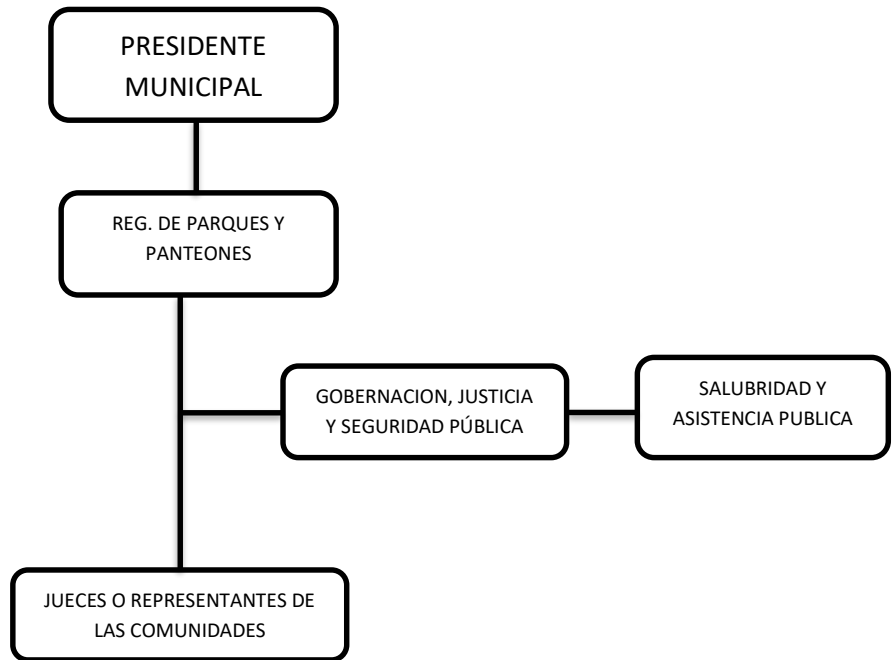 PRESIDENTE
MUNICIPAL
REG. DE PARQUES Y
PANTEONES
GOBERNACION, JUSTICIA
Y SEGURIDAD PÚBLICA
SALUBRIDAD Y
ASISTENCIA PUBLICA
JUECES O REPRESENTANTES DE
LAS COMUNIDADES